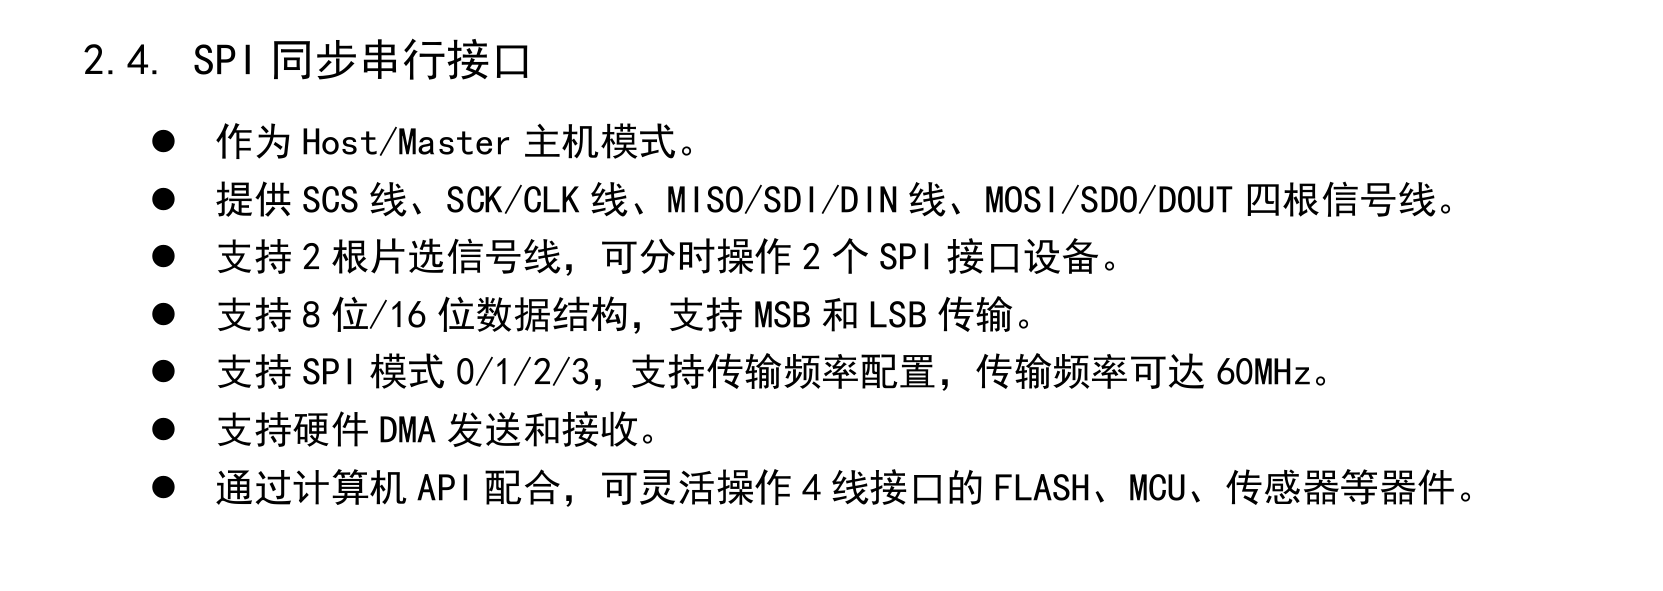 2.4. SPI 同步串行接口
● 作为 Host/Master 主机模式。
● 提供 SCS 线、SCK/CLK 线、MISO/SDI/DIN 线、MOSI/SDO/DOUT 四根信号线。
● 支持 2 根片选信号线，可分时操作 2 个 SPI 接口设备。
● 支持 8 位/16 位数据结构，支持 MSB 和 LSB 传输。
● 支持 SPI 模式 0/1/2/3，支持传输频率配置，传输频率可达 60MHz。
● 支持硬件 DMA 发送和接收。
● 通过计算机 API 配合，可灵活操作 4 线接口的 FLASH、MCU、传感器等器件。